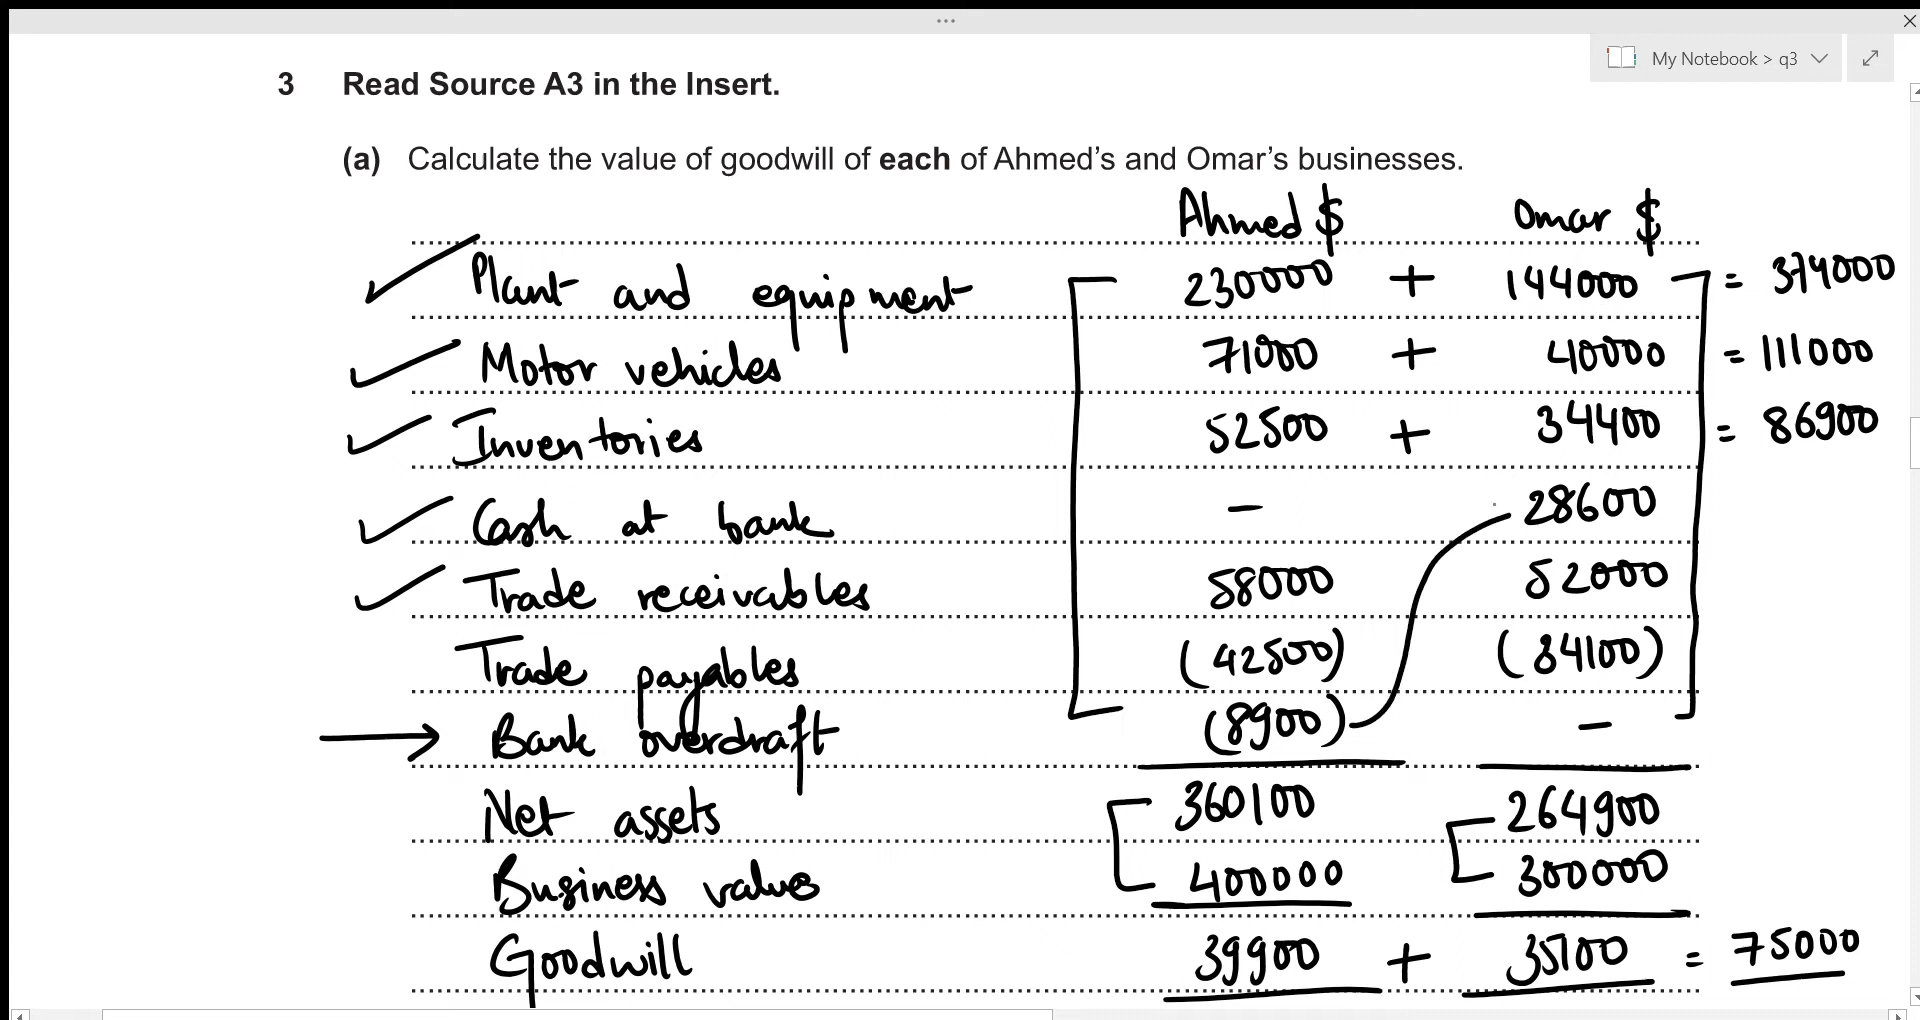 My Notebook > q3
3 Read Source A3 in the Insert.
(a) Calculate the value of goodwill of each of Ahmed's and Omar's businesses.
Ahmed $ Omar $
Plant and equipment 230000 + 144000 = 374000
Motor vehicles 71000 + 40000 = 111000
Inventories 52500 + 34400 = 86900
Cash at bank — 28600
Trade receivables 58000 52000
Trade payables (42500) (34100)
Bank overdraft (8900) —
Net assets 360100 264900
Business value 400000 300000
Goodwill 39900 + 35100 = 75000